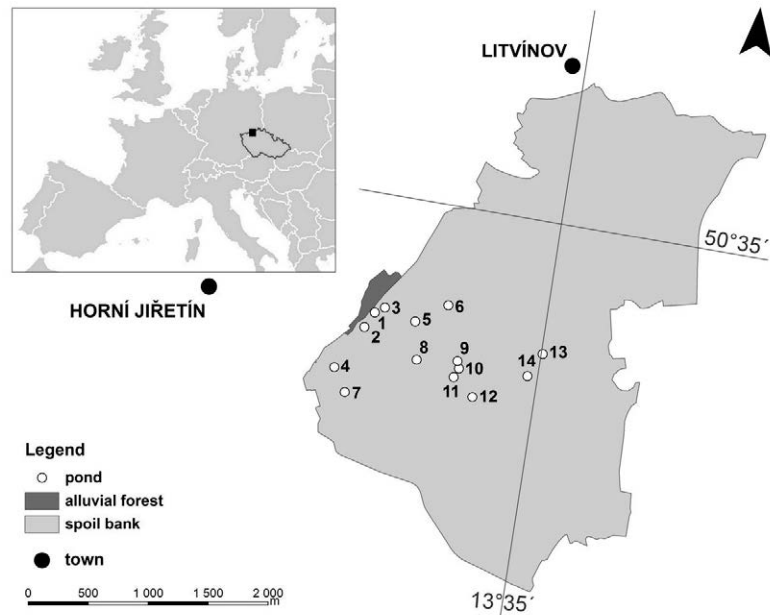 LITVÍNOV
50°35´
HORNÍ JIŘETÍN
3
6
1
5
2
9
13
8
10
14
4
11
12
7
Legend
pond
alluvial forest
spoil bank
town
13°35´
0 500 1 000 1 500 2 000
m